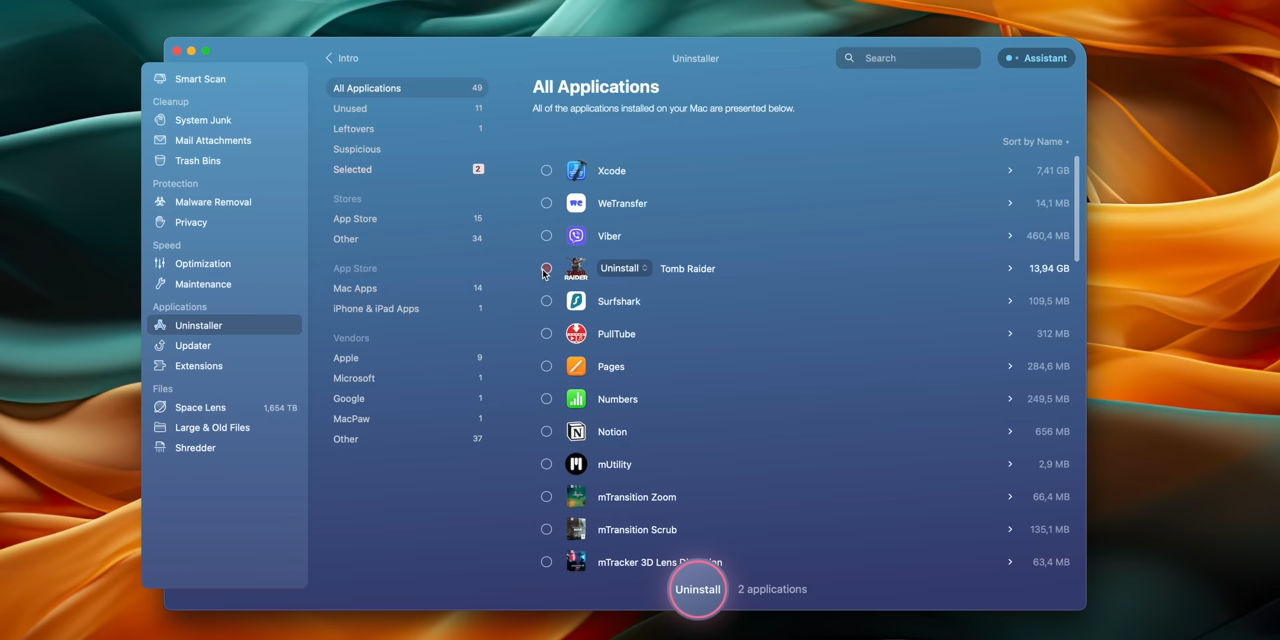 Intro
Uninstaller
Search
Assistant
Smart Scan
Cleanup
System Junk
Mail Attachments
Trash Bins
Protection
Malware Removal
Privacy
Speed
Optimization
Maintenance
Applications
Uninstaller
Updater
Extensions
Files
Space Lens 1,654 TB
Large & Old Files
Shredder
All Applications 49
Unused 11
Leftovers 1
Suspicious
Selected 2
Stores
App Store 15
Other 34
App Store
Mac Apps 14
iPhone & iPad Apps 1
Vendors
Apple 9
Microsoft 1
Google 1
MacPaw 1
Other 37
All Applications
All of the applications installed on your Mac are presented below.
Sort by Name
Xcode 7,41 GB
we WeTransfer 14,1 MB
Viber 460,4 MB
RAIDER Uninstall Tomb Raider 13,94 GB
Surfshark 109,5 MB
PullTube 312 MB
Pages 284,6 MB
Numbers 249,5 MB
N Notion 656 MB
mUtility 2,9 MB
mTransition Zoom 66,4 MB
mTransition Scrub 135,1 MB
mTracker 3D Lens 63,4 MB
Uninstall 2 applications